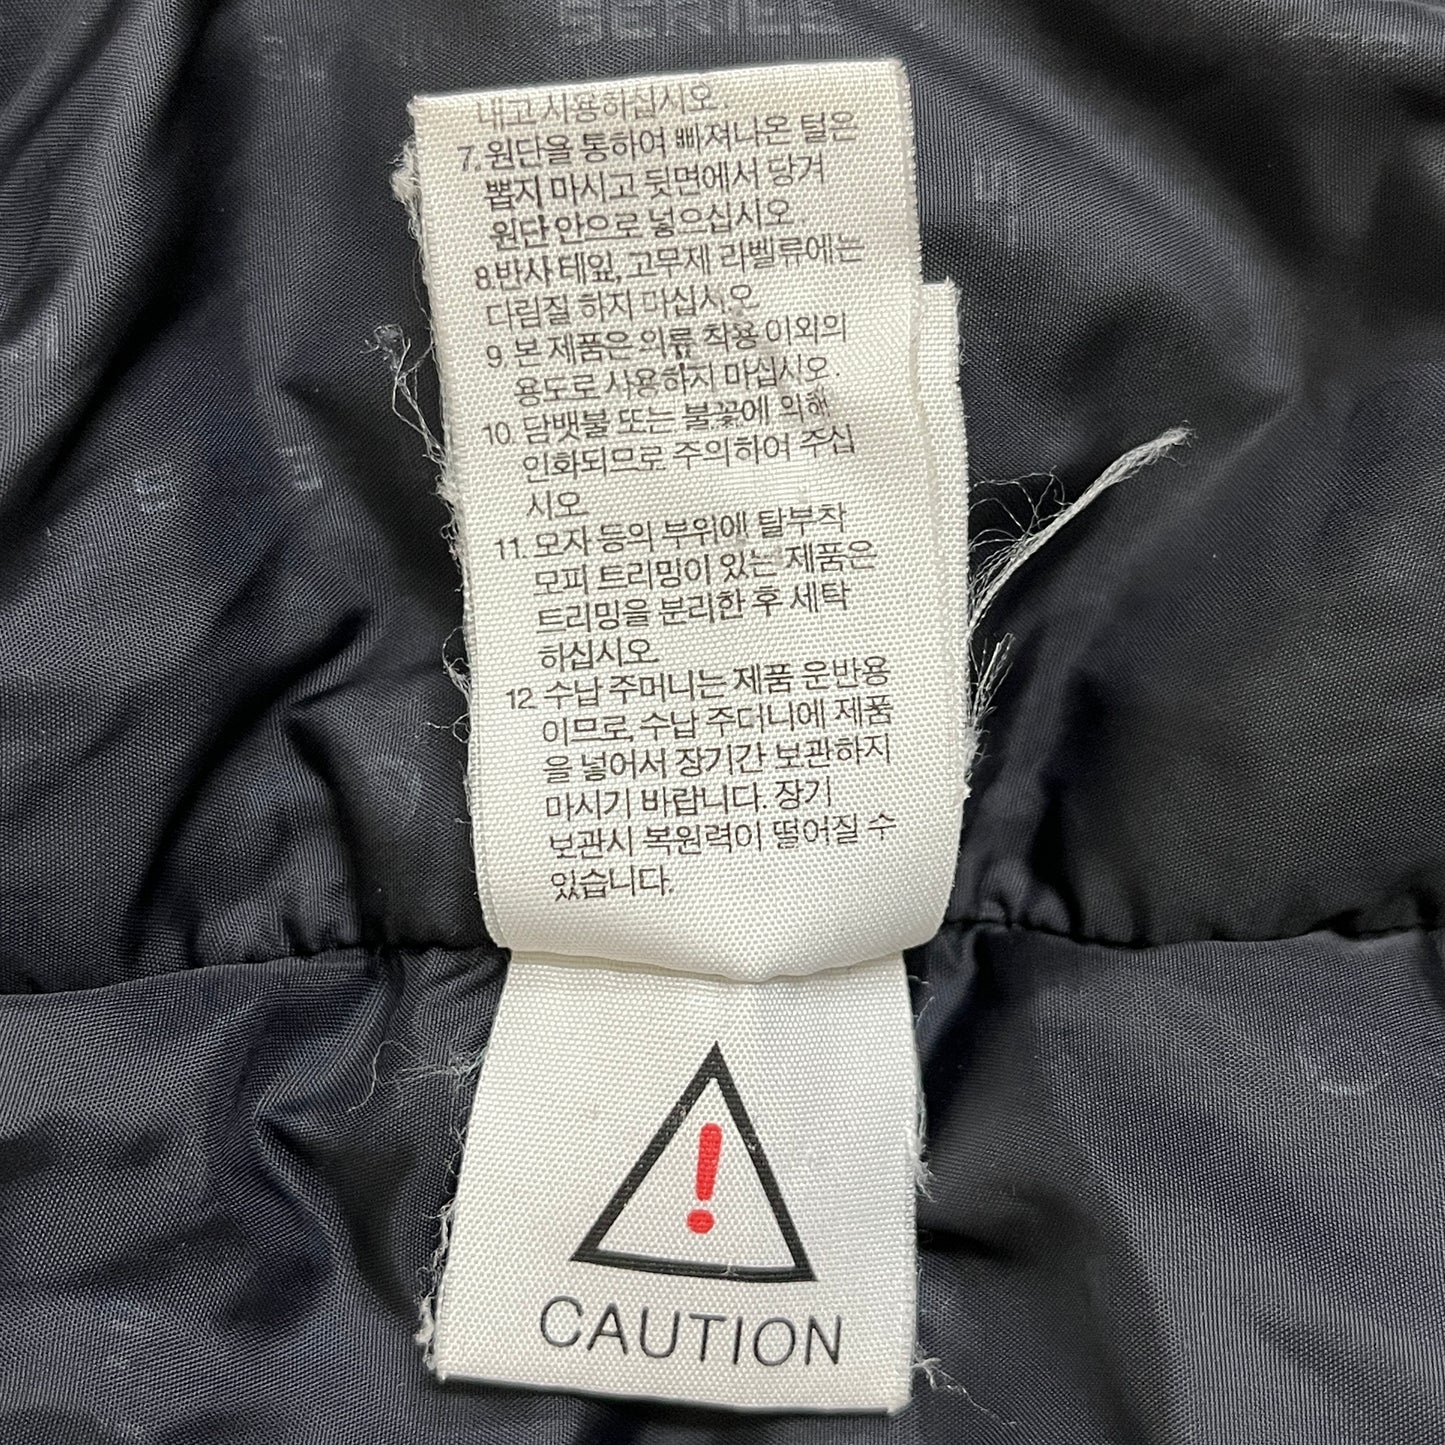 SERIES
내고 사용하십시오.
7. 원단을 통하여 빠져나온 털은
뽑지 마시고 뒷면에서 당겨
원단 안으로 넣으십시오.
8.반사 테잎, 고무제 라벨류에는
다림질 하지 마십시오.
9. 본 제품은 의류 착용 이외의
용도로 사용하지 마십시오.
10. 담뱃불 또는 불꽃에 의해
인화되므로 주의하여 주십
시오.
11. 모자 등의 부위에 탈부착
모피 트리밍이 있는 제품은
트리밍을 분리한 후 세탁
하십시오.
12. 수납 주머니는 제품 운반용
이므로, 수납 주머니에 제품
을 넣어서 장기간 보관하지
마시기 바랍니다. 장기
보관시 복원력이 떨어질 수
있습니다.
!
CAUTION